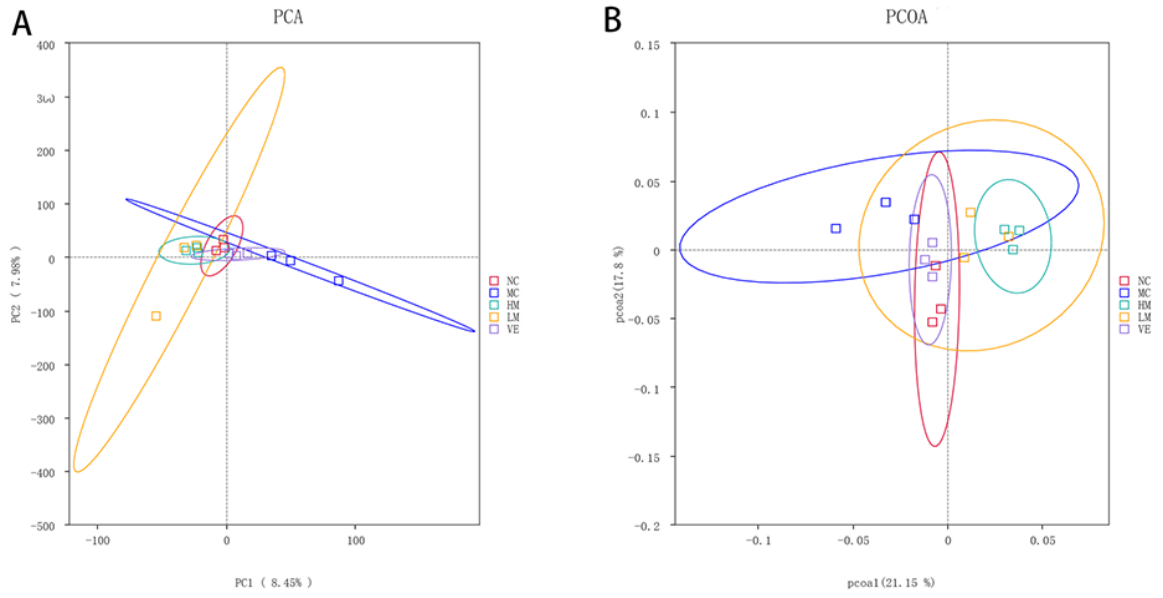 A
PCA
400
300
200
100
0
-100
-200
-300
-400
-500
-100
0
100
PC1 ( 8.45% )
PC2 ( 7.98% )
NC
MC
HM
LM
VE
B
PCOA
0.15
0.1
0.05
0
-0.05
-0.1
-0.15
-0.2
-0.1
-0.05
0
0.05
pcoa1(21.15 %)
pcoa2(17.8 %)
NC
MC
HM
LM
VE